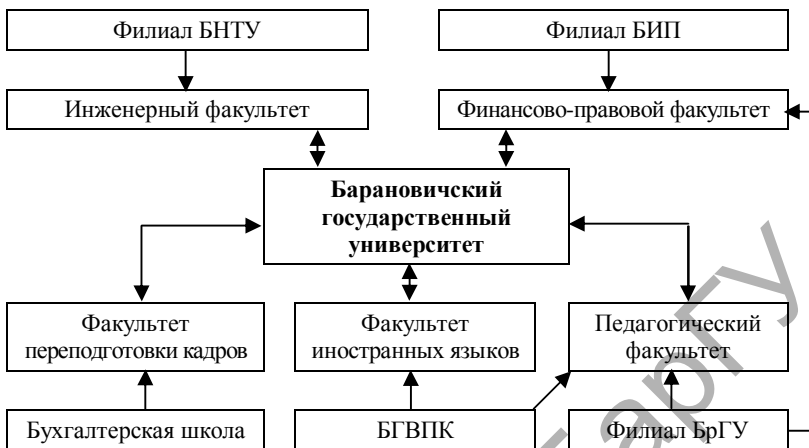 Филиал БНТУ
Филиал БИП
Инженерный факультет
Финансово-правовой факультет
Барановичский
государственный
университет
Факультет
переподготовки кадров
Факультет
иностранных языков
Педагогический
факультет
Бухгалтерская школа
БГВПК
Филиал БрГУ
БарГУ